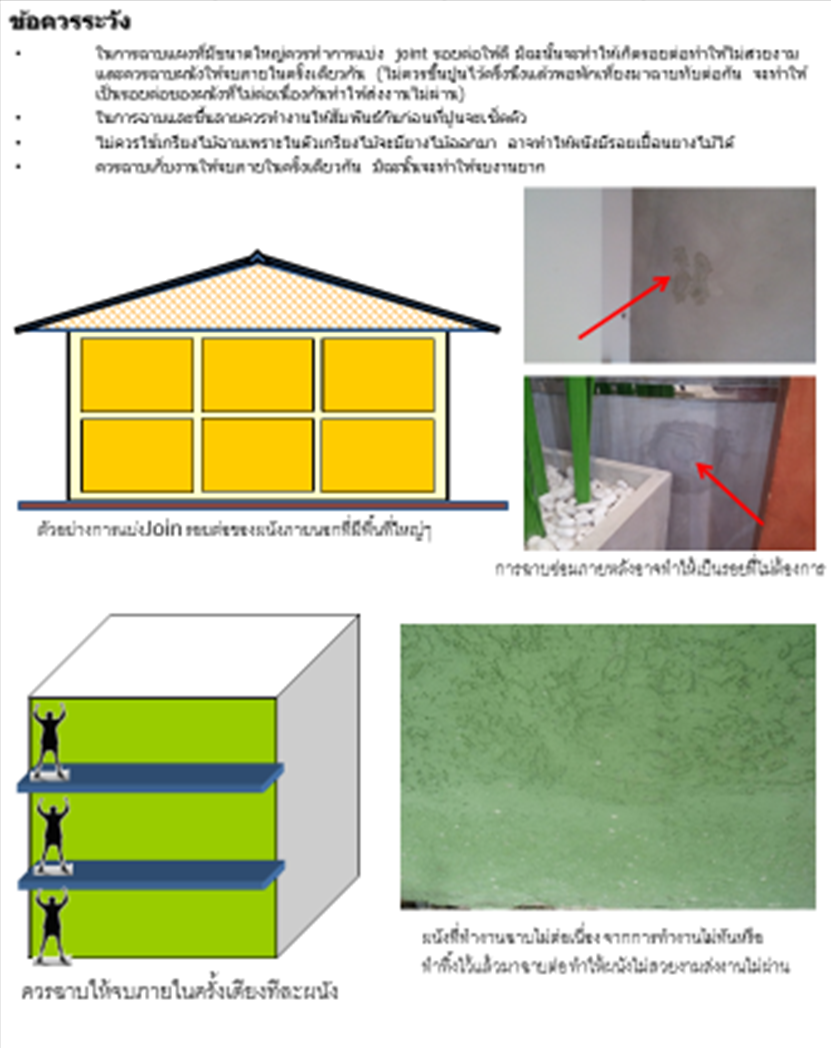 ข้อควรระวัง
• ในการฉาบแผงที่มีขนาดใหญ่ควรทำการแบ่ง joint รอยต่อให้ดี มิฉะนั้นจะทำให้เกิดรอยต่อทำให้ไม่สวยงาม
และควรฉาบผนังให้จบภายในครั้งเดียวกัน (ไม่ควรขึ้นปูนไว้ครึ่งนึงแล้วพอพักเที่ยงมาฉาบทับต่อกัน จะทำให้
เป็นรอยต่อของผนังที่ไม่ต่อเนื่องกันทำให้ส่งงานไม่ผ่าน)
• ในการฉาบและขึ้นลายควรทำงานให้สัมพันธ์กันก่อนที่ปูนจะเซ็ตตัว
• ไม่ควรใช้เกรียงไม้ฉาบเพราะในตัวเกรียงไม้จะมียางไม้ออกมา อาจทำให้ผนังมีรอยเปื้อนยางไม้ได้
• ควรฉาบเก็บงานให้จบภายในครั้งเดียวกัน มิฉะนั้นจะทำให้จบงานยาก
ตัวอย่างการแบ่งJoin รอยต่อของผนังภายนอกที่มีพื้นที่ใหญ่ๆ
การฉาบซ่อมภายหลังอาจทำให้เป็นรอยที่ไม่ต้องการ
ผนังที่ทำงานฉาบไม่ต่อเนื่อง จากการทำงานไม่ทันหรือ
ทำทิ้งไว้แล้วมาฉาบต่อ ทำให้ผนังไม่สวยงามส่งงานไม่ผ่าน
ควรฉาบให้จบภายในครั้งเดียงทีละผนัง